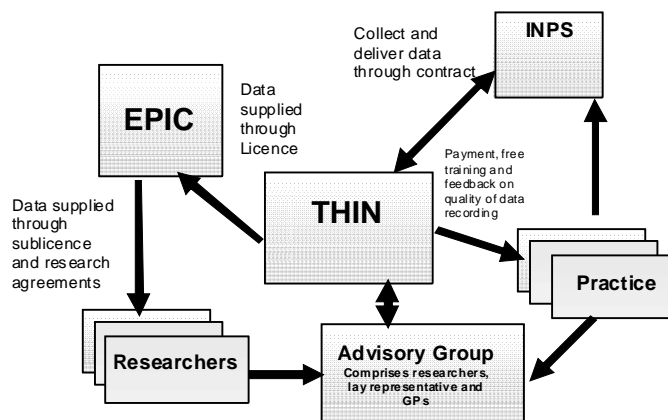 INPS
Collect and
deliver data
through contract
EPIC
Data
supplied
through
Licence
THIN
Payment, free
training and
feedback on
quality of data
recording
Data supplied
through
sublicence
and research
agreements
Practice
Researchers
Advisory Group
Comprises researchers,
lay representative and
GPs